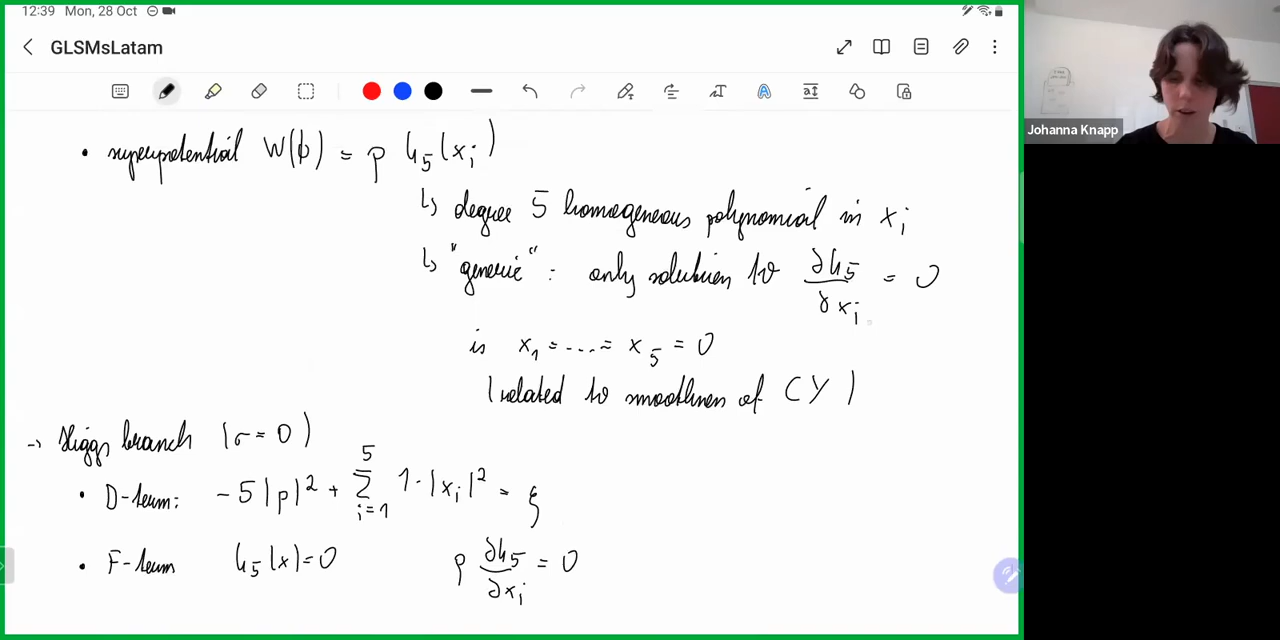 12:39 Mon, 28 Oct
GLSMsLatam
Johanna Knapp
• superpotential W(ϕ) = p G₅(xᵢ)
↳ degree 5 homogeneous polynomial in xᵢ
↳ "generic": only solution to ∂G₅/∂xᵢ = 0
is x₁ = ... = x₅ = 0
(related to smoothness of CY)
→ Higgs branch (σ=0)
• D-term: -5|p|² + ∑ᵢ₌₁⁵ 1·|xᵢ|² = ξ
• F-term G₅(x)=0 p ∂G₅/∂xᵢ = 0